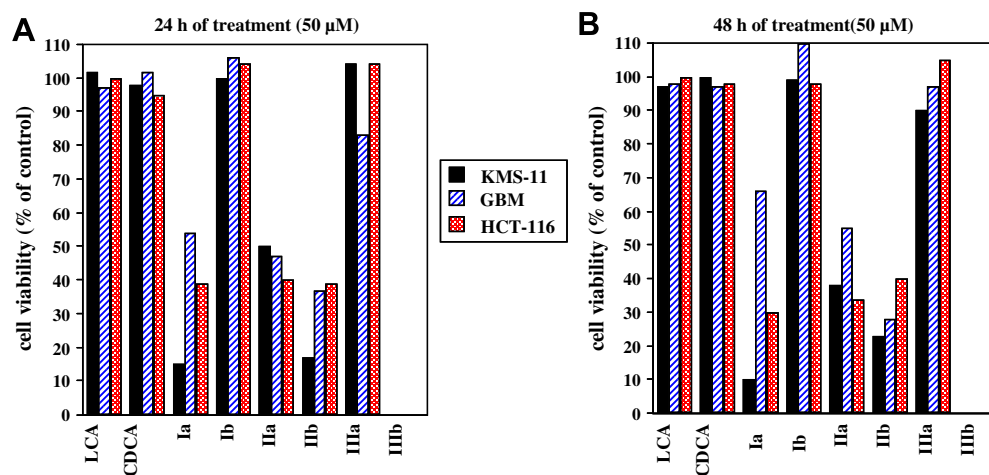 A
24 h of treatment (50 µM)
110
100
90
80
70
60
50
40
30
20
10
0
cell viability (% of control)
LCA
CDCA
Ia
Ib
IIa
IIb
IIIa
IIIb
KMS-11
GBM
HCT-116
B
48 h of treatment(50 µM)
110
100
90
80
70
60
50
40
30
20
10
0
cell viability (% of control)
LCA
CDCA
Ia
Ib
IIa
IIb
IIIa
IIIb